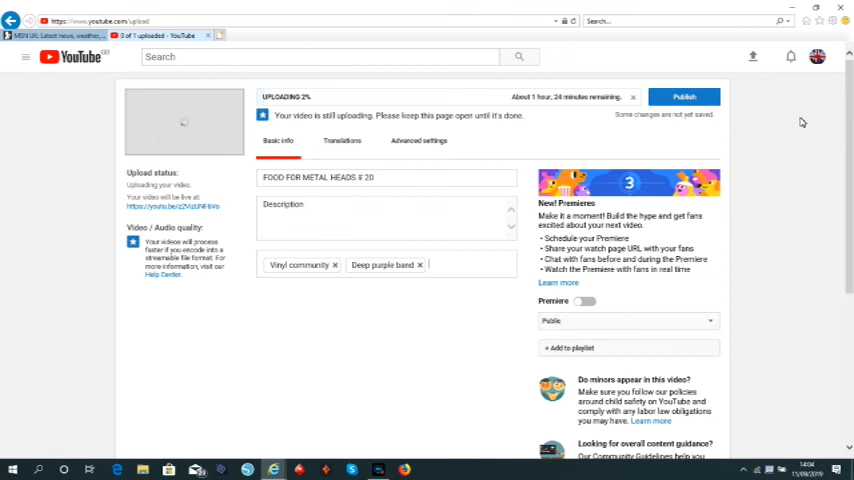 https://www.youtube.com/upload
Search...
MSN UK: Latest news, weather,...
0 of 1 uploaded - YouTube
YouTube GB
Search
UPLOADING 2%
About 1 hour, 24 minutes remaining.
Publish
Your video is still uploading. Please keep this page open until it's done.
Some changes are not yet saved.
Basic info
Translations
Advanced settings
Upload status:
Uploading your video.
Your video will be live at:
FOOD FOR METAL HEADS # 20
Description
Video / Audio quality:
Your videos will process
faster if you encode into a
streamable file format. For
more information, visit our
Help Center.
Vinyl community
Deep purple band
3
New! Premieres
Make it a moment! Build the hype and get fans
excited about your next video.
• Schedule your Premiere
• Share your watch page URL with your fans
• Chat with fans before and during the Premiere
• Watch the Premiere with fans in real time
Learn more
Premiere
Public
+ Add to playlist
Do minors appear in this video?
Make sure you follow our policies
around child safety on YouTube and
comply with any labor law obligations
you may have. Learn more
Looking for overall content guidance?
Our Community Guidelines help you
14:04
11/09/2019